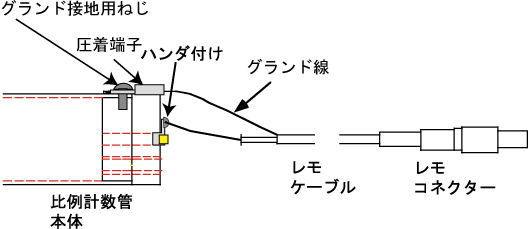 グランド接地用ねじ
圧着端子
ハンダ付け
グランド線
レモ
ケーブル
レモ
コネクター
比例計数管
本体